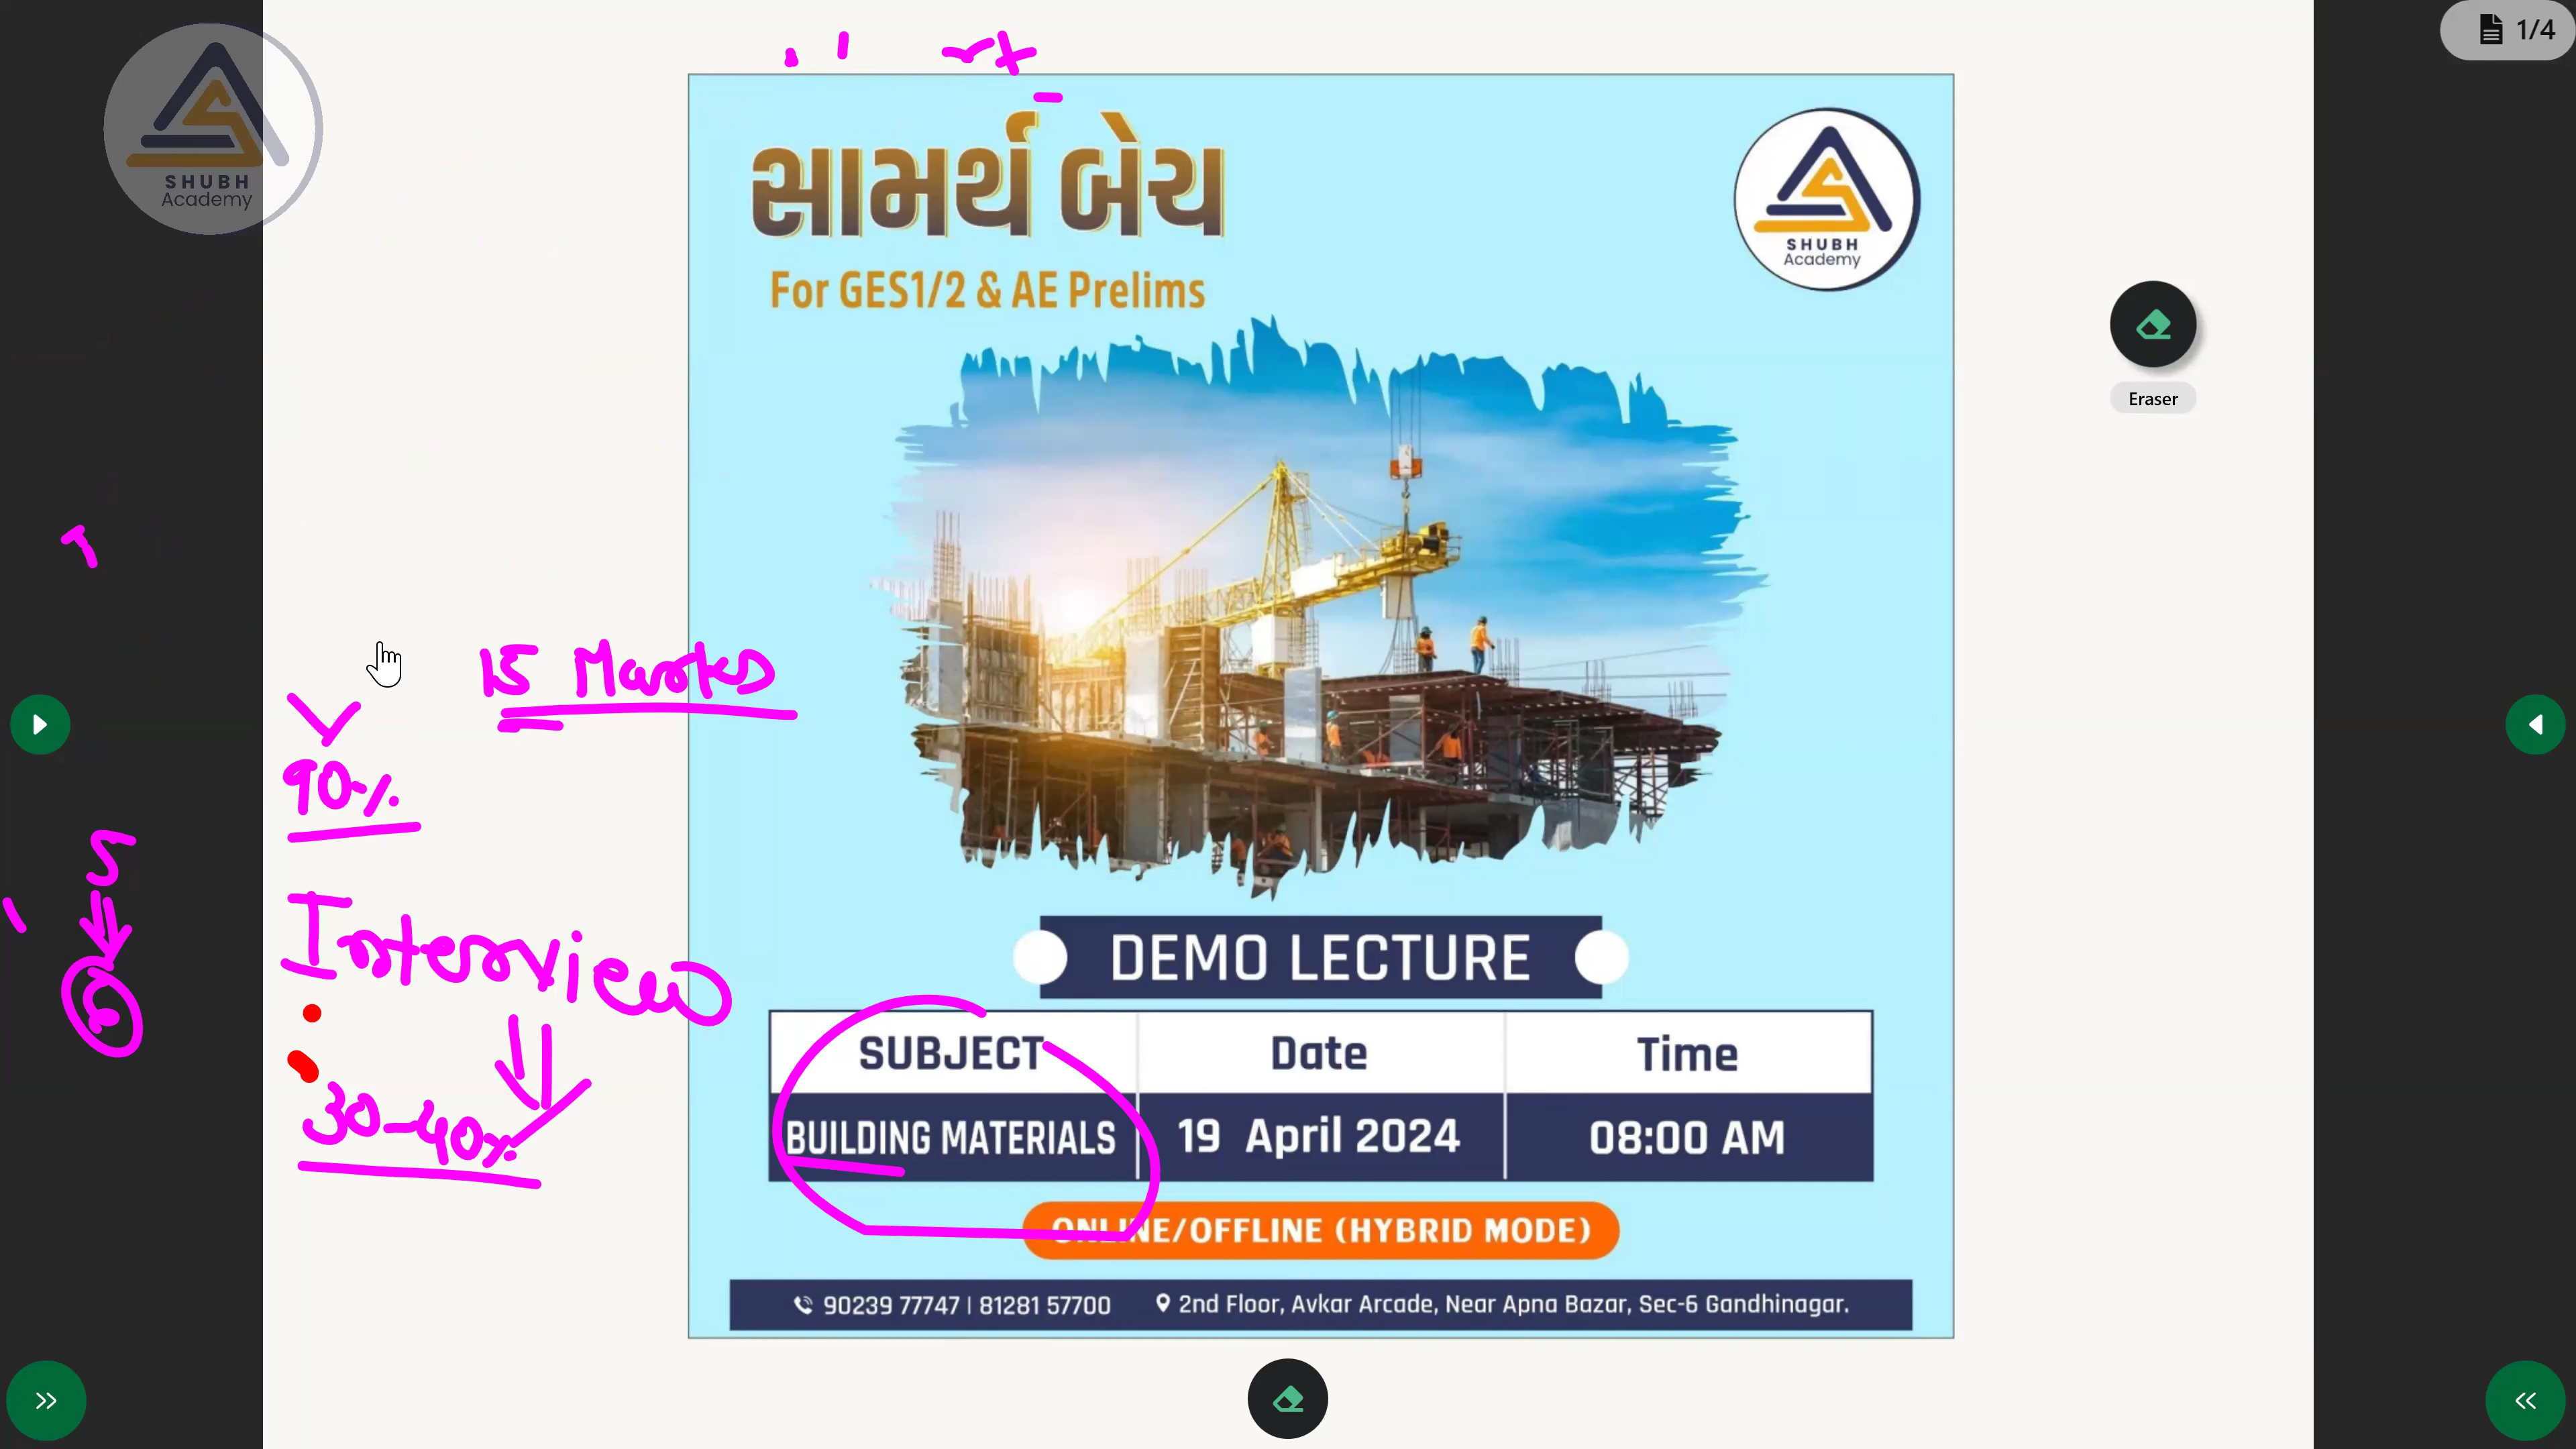 1/4
SHUBH
Academy
સામર્થ બેચ
For GES1/2 & AE Prelims
SHUBH
Academy
Eraser
15 Marks
90%
Interview
30-40%
DEMO LECTURE
SUBJECT Date Time
BUILDING MATERIALS 19 April 2024 08:00 AM
ONLINE/OFFLINE (HYBRID MODE)
90239 77747 | 81281 57700 2nd Floor, Avkar Arcade, Near Apna Bazar, Sec-6 Gandhinagar.